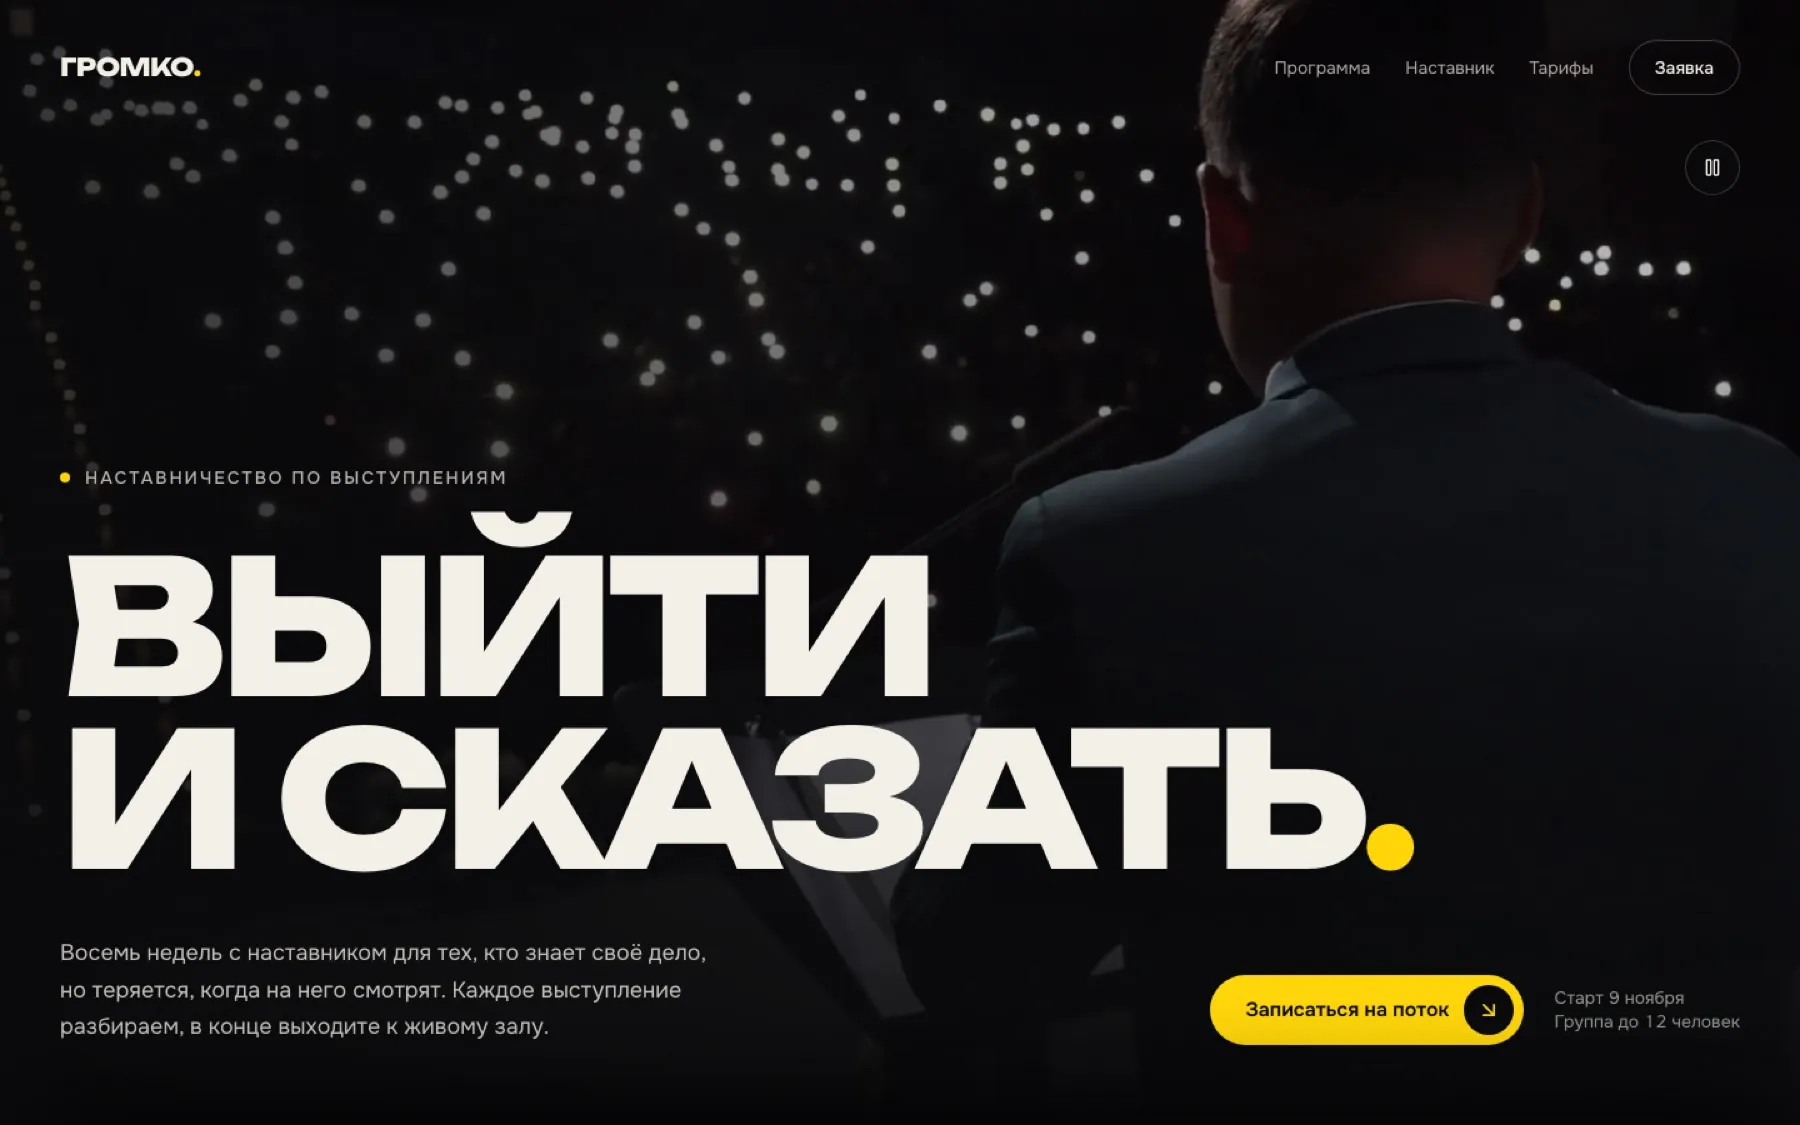 ГРОМКО.
Программа
Наставник
Тарифы
Заявка
НАСТАВНИЧЕСТВО ПО ВЫСТУПЛЕНИЯМ
ВЫЙТИ
И СКАЗАТЬ.
Восемь недель с наставником для тех, кто знает своё дело,
но теряется, когда на него смотрят. Каждое выступление
разбираем, в конце выходите к живому залу.
Записаться на поток
Старт 9 ноября
Группа до 12 человек